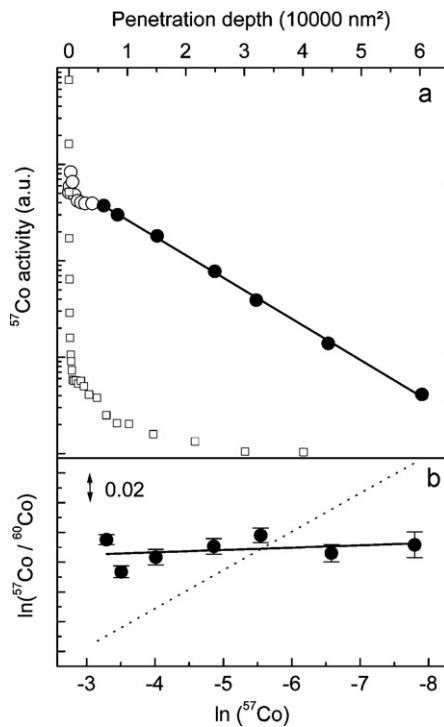 Penetration depth (10000 nm²)
0 1 2 3 4 5 6
a
⁵⁷Co activity (a.u.)
0.02
b
ln(⁵⁷Co / ⁶⁰Co)
-3 -4 -5 -6 -7 -8
ln (⁵⁷Co)